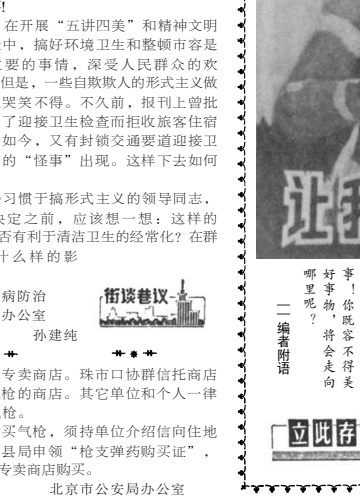 ！
在开展“五讲四美”和精神文明
中，搞好环境卫生和整顿市容是
要的事情，深受人民群众的欢
但是，一些自欺欺人的形式主义做
哭笑不得。不久前，报刊上曾批
了迎接卫生检查而拒收旅客住宿
如今，又有封锁交通要道迎接卫
的“怪事”出现。这样下去如何
习惯于搞形式主义的领导同志，
决定之前，应该想一想：这样的
否有利于清洁卫生的经常化？在群
什么样的影
病防治
办公室
孙建纯
街谈巷议
专卖商店。珠市口协群信托商店
枪的商店。其它单位和个人一律
枪。
买气枪，须持单位介绍信向住地
县局申领“枪支弹药购买证”，
专卖商店购买。
北京市公安局办公室
让
事！你既容不得美
好事物，将会走向
哪里呢？
——编者附语
立此存